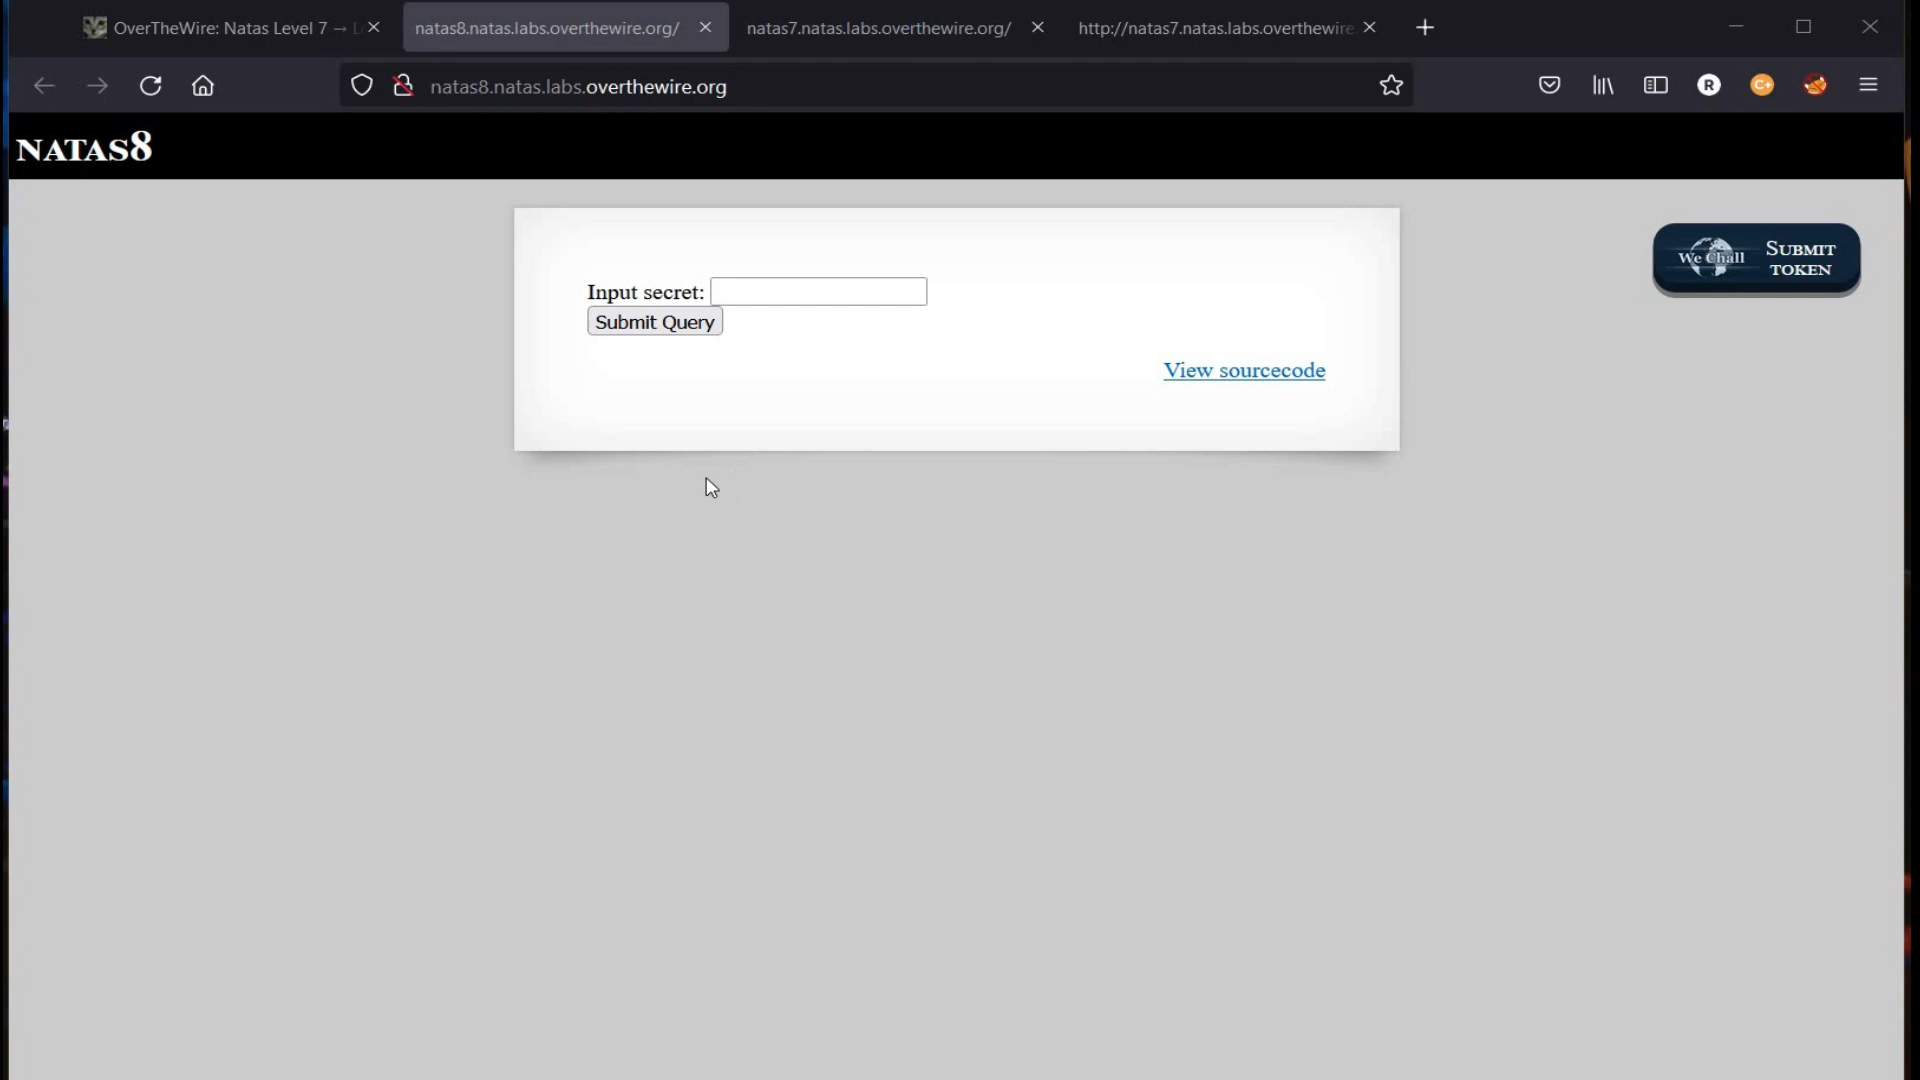 OverTheWire: Natas Level 7 → L
natas8.natas.labs.overthewire.org/
natas7.natas.labs.overthewire.org/
http://natas7.natas.labs.overthewire.
natas8.natas.labs.overthewire.org
R
C+
NATAS8
Input secret:
Submit Query
View sourcecode
We Chall
SUBMIT
TOKEN